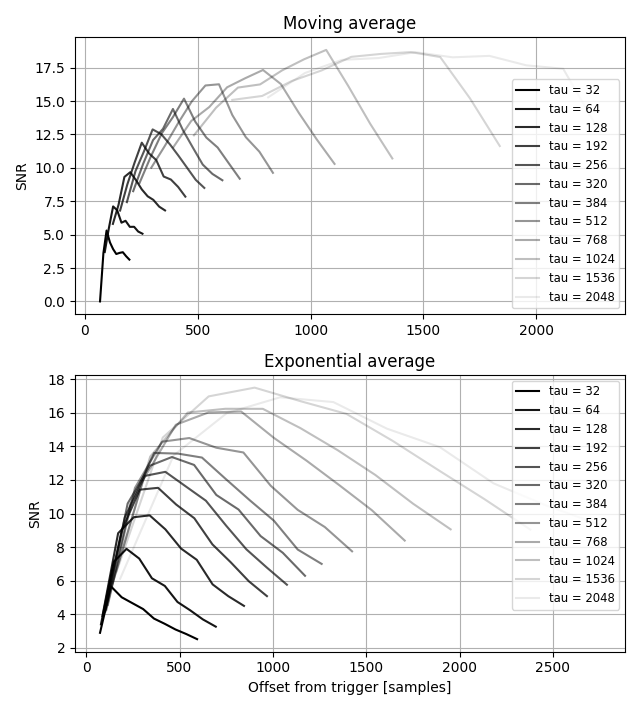 Moving average
SNR
17.5
15.0
12.5
10.0
7.5
5.0
2.5
0.0
0 500 1000 1500 2000
tau = 32
tau = 64
tau = 128
tau = 192
tau = 256
tau = 320
tau = 384
tau = 512
tau = 768
tau = 1024
tau = 1536
tau = 2048
Exponential average
SNR
18
16
14
12
10
8
6
4
2
0 500 1000 1500 2000 2500
tau = 32
tau = 64
tau = 128
tau = 192
tau = 256
tau = 320
tau = 384
tau = 512
tau = 768
tau = 1024
tau = 1536
tau = 2048
Offset from trigger [samples]